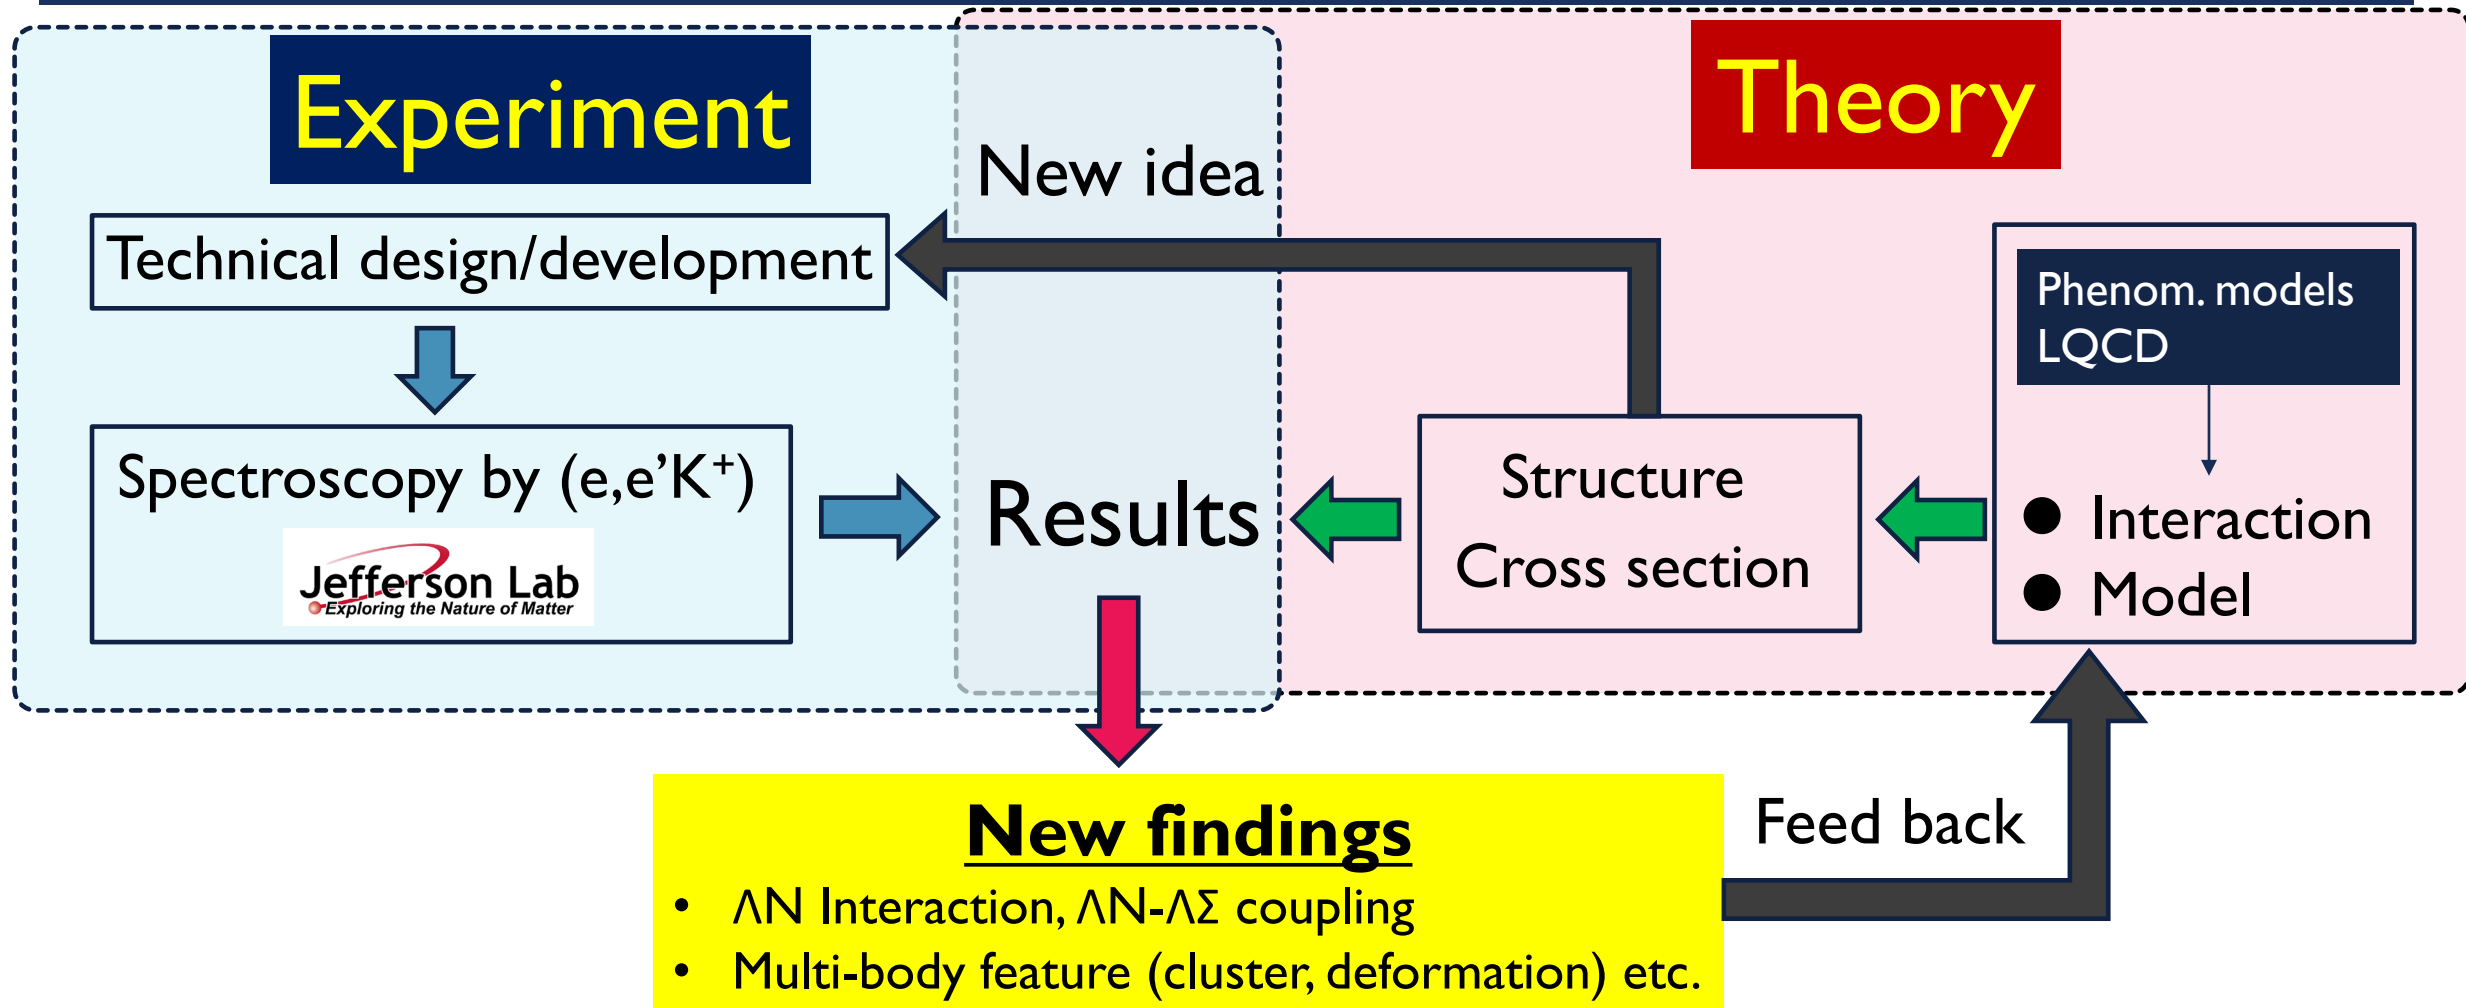 Experiment
Theory
New idea
Technical design/development
Phenom. models
LQCD
Spectroscopy by (e,e’K⁺)
Jefferson Lab
Exploring the Nature of Matter
Results
Structure
Cross section
● Interaction
● Model
New findings
• ΛN Interaction, ΛN-ΛΣ coupling
• Multi-body feature (cluster, deformation) etc.
Feed back